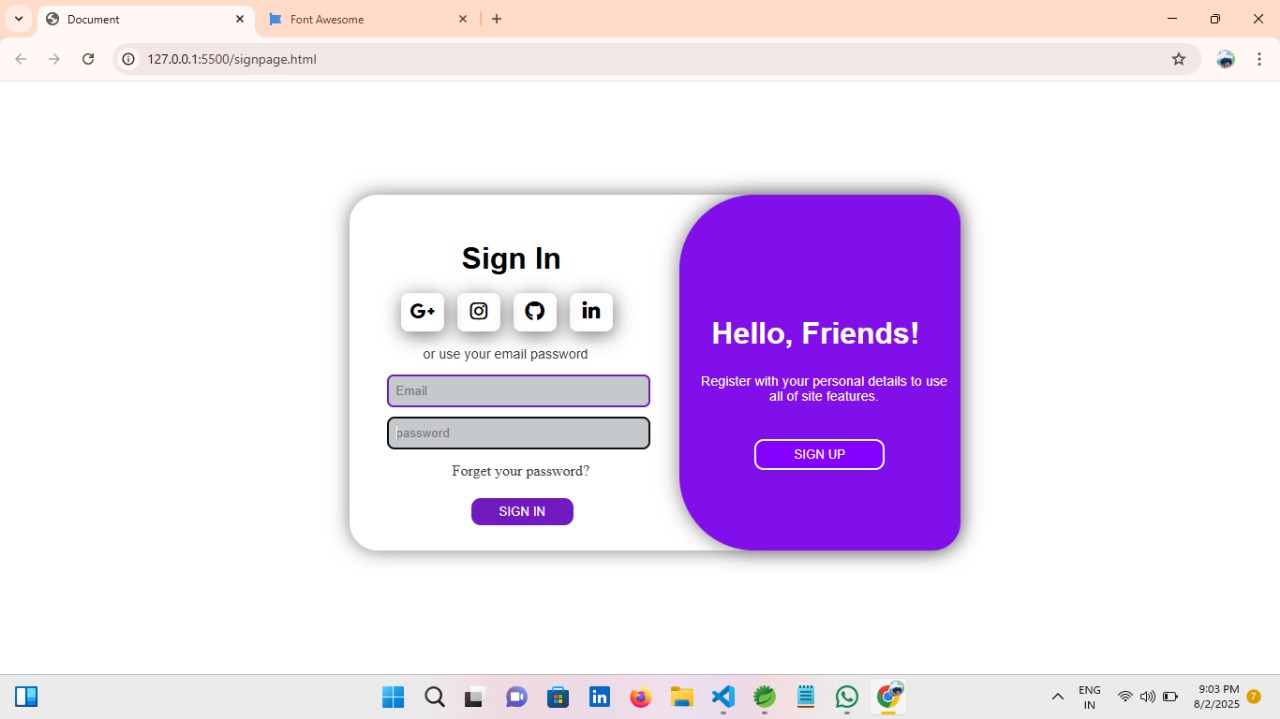 Document
Font Awesome
127.0.0.1:5500/signpage.html
Sign In
G+
in
or use your email password
Email
password
Forget your password?
SIGN IN
Hello, Friends!
Register with your personal details to use
all of site features.
SIGN UP
in
ENG
IN
9:03 PM
8/2/2025
7